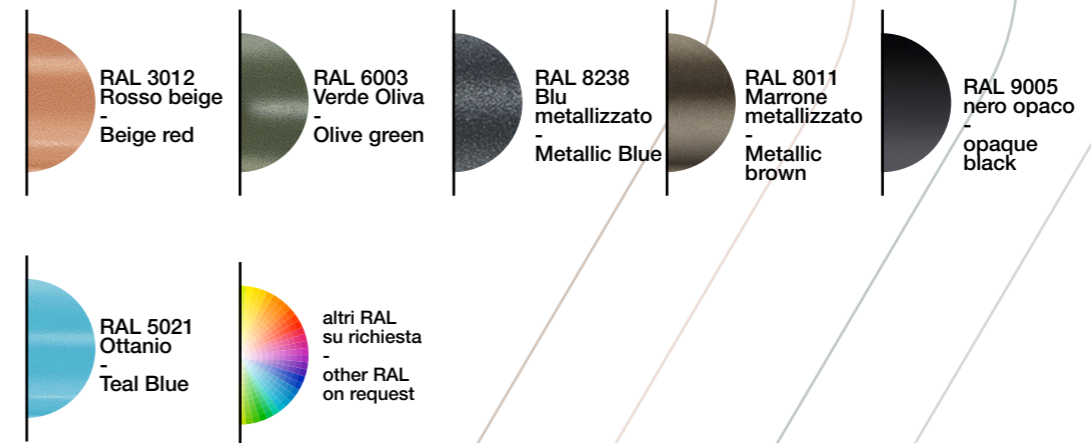 RAL 3012
Rosso beige
-
Beige red
RAL 6003
Verde Oliva
-
Olive green
RAL 8238
Blu
metallizzato
-
Metallic Blue
RAL 8011
Marrone
metallizzato
-
Metallic
brown
RAL 9005
nero opaco
-
opaque
black
RAL 5021
Ottanio
-
Teal Blue
altri RAL
su richiesta
-
other RAL
on request